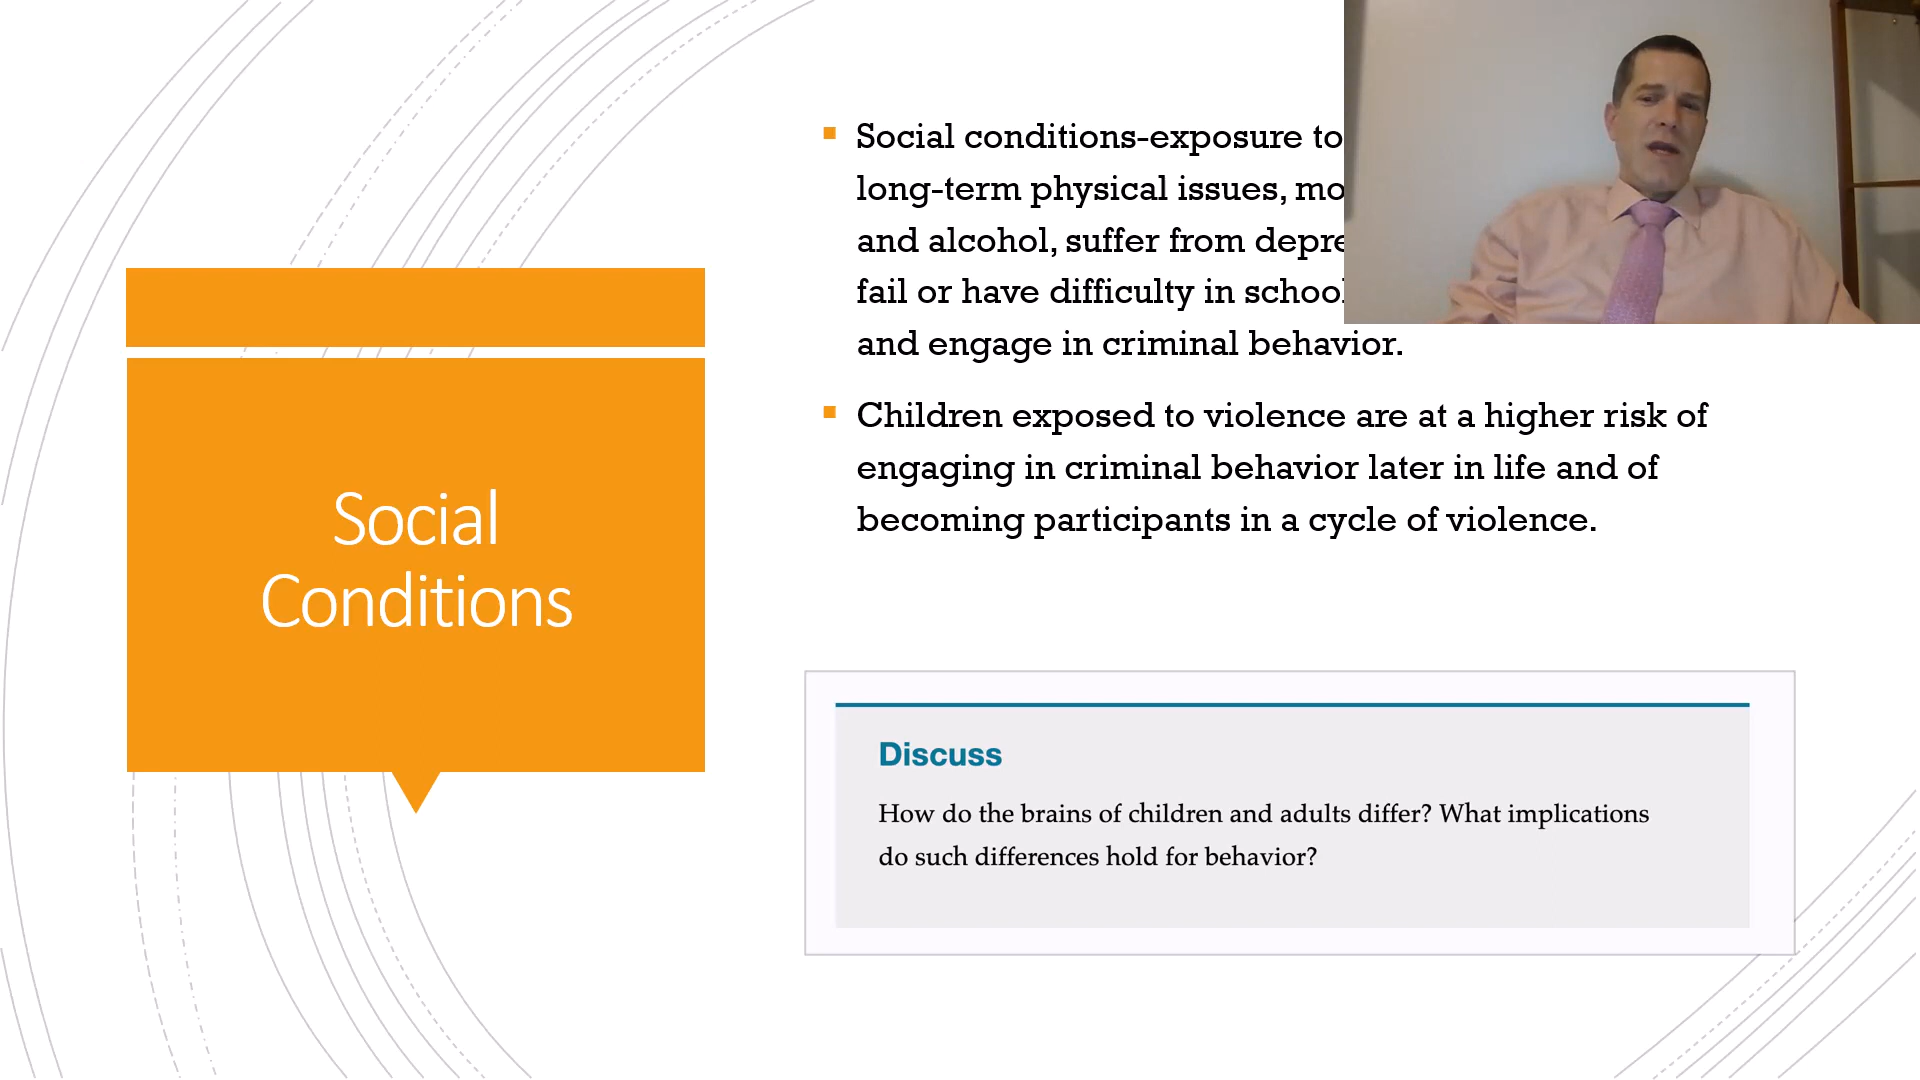 Social
Conditions
Social conditions-exposure to
long-term physical issues, mo
and alcohol, suffer from depre
fail or have difficulty in school
and engage in criminal behavior.
Children exposed to violence are at a higher risk of
engaging in criminal behavior later in life and of
becoming participants in a cycle of violence.
Discuss
How do the brains of children and adults differ? What implications
do such differences hold for behavior?